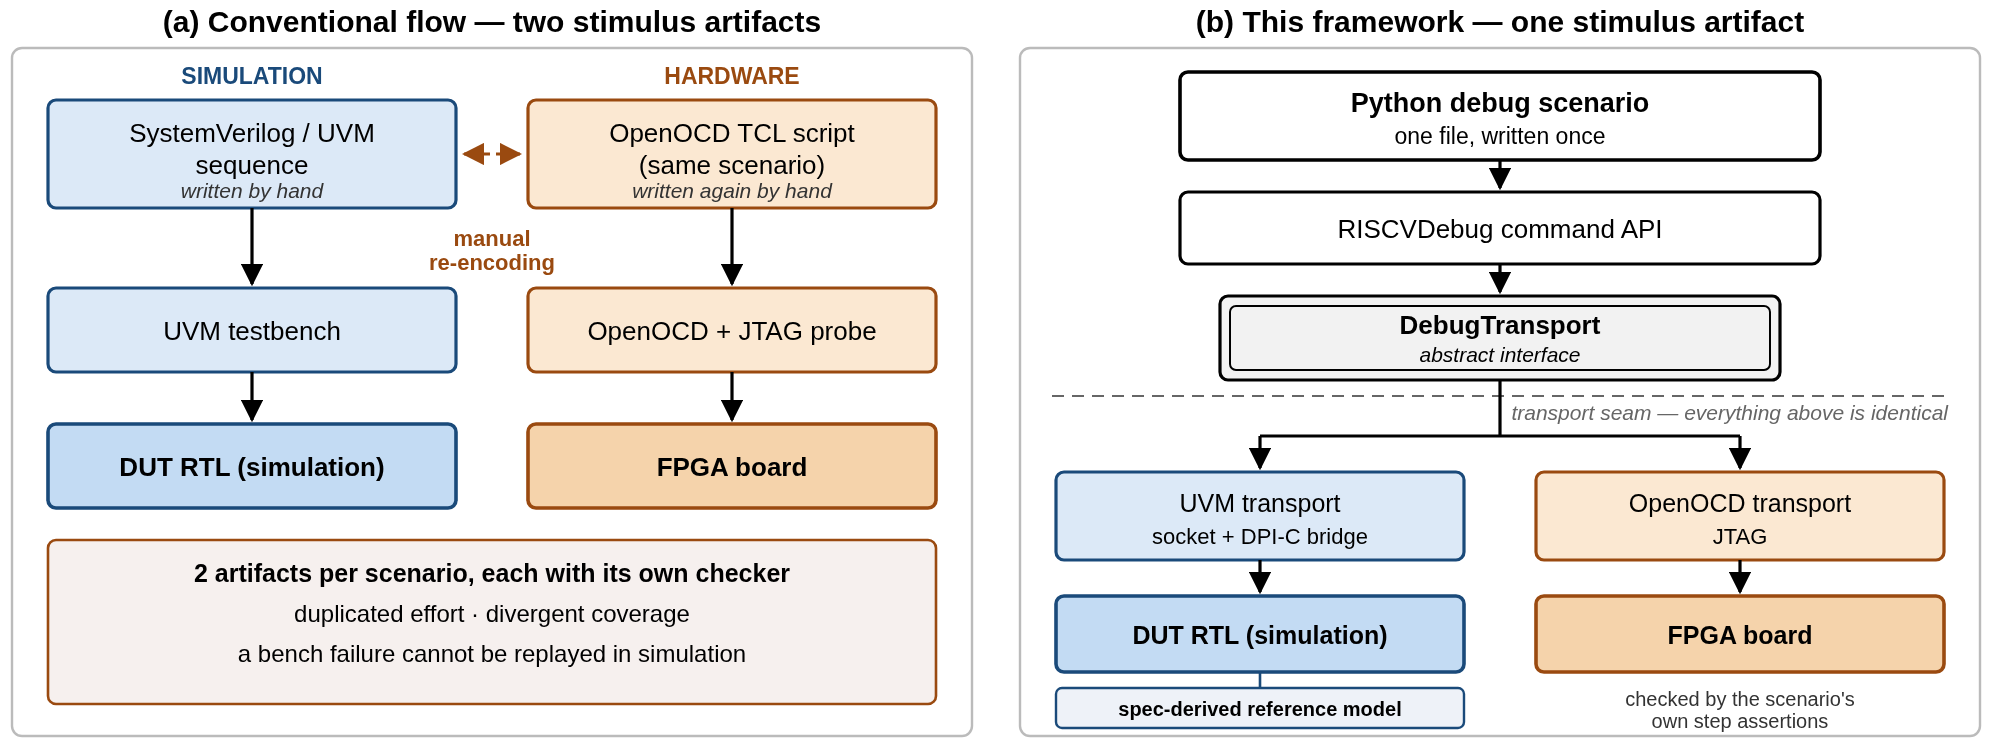 (a) Conventional flow — two stimulus artifacts
SIMULATION
HARDWARE
SystemVerilog / UVM
sequence
written by hand
OpenOCD TCL script
(same scenario)
written again by hand
manual
re-encoding
UVM testbench
OpenOCD + JTAG probe
DUT RTL (simulation)
FPGA board
2 artifacts per scenario, each with its own checker
duplicated effort · divergent coverage
a bench failure cannot be replayed in simulation
(b) This framework — one stimulus artifact
Python debug scenario
one file, written once
RISCVDebug command API
DebugTransport
abstract interface
transport seam — everything above is identical
UVM transport
socket + DPI-C bridge
OpenOCD transport
JTAG
DUT RTL (simulation)
FPGA board
spec-derived reference model
checked by the scenario's
own step assertions